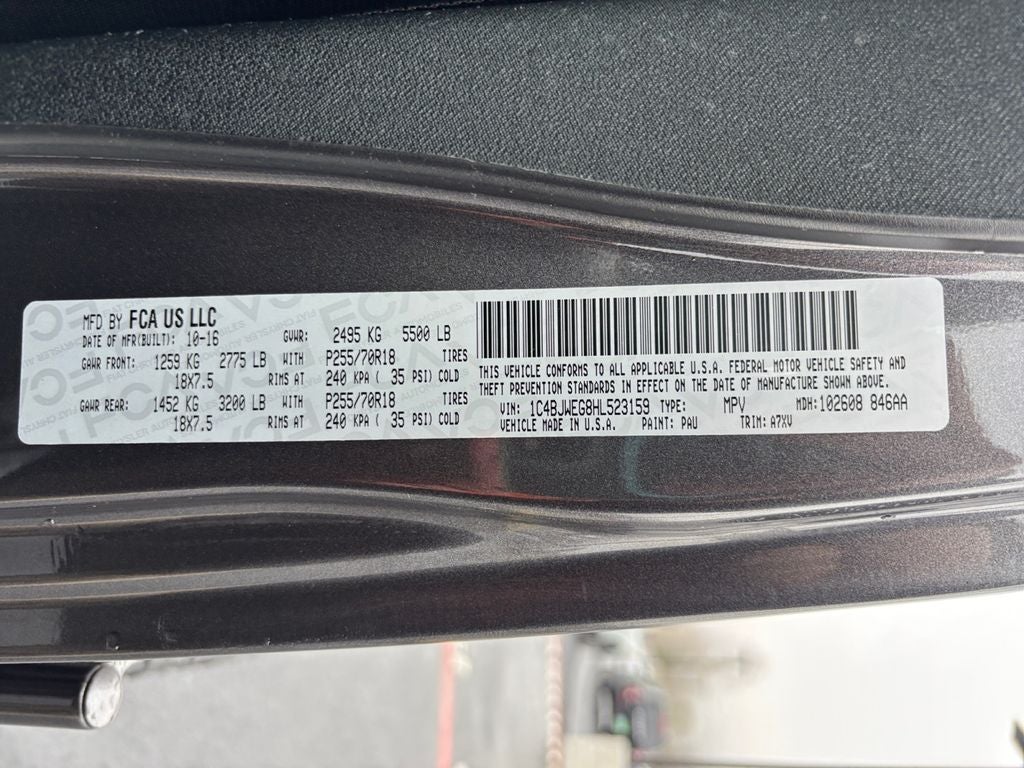 MFD BY FCA US LLC
DATE OF MFR(BUILT): 10-16 GVWR: 2495 KG 5500 LB
GAWR FRONT: 1259 KG 2775 LB WITH P255/70R18 TIRES
18X7.5 RIMS AT 240 KPA ( 35 PSI) COLD
GAWR REAR: 1452 KG 3200 LB WITH P255/70R18 TIRES
18X7.5 RIMS AT 240 KPA ( 35 PSI) COLD
THIS VEHICLE CONFORMS TO ALL APPLICABLE U.S.A. FEDERAL MOTOR VEHICLE SAFETY AND
THEFT PREVENTION STANDARDS IN EFFECT ON THE DATE OF MANUFACTURE SHOWN ABOVE.
VIN: 1C4BJWEG8HL523159 TYPE: MPV MDH: 102608 846AA
VEHICLE MADE IN U.S.A. PAINT: PAU TRIM: A7XV